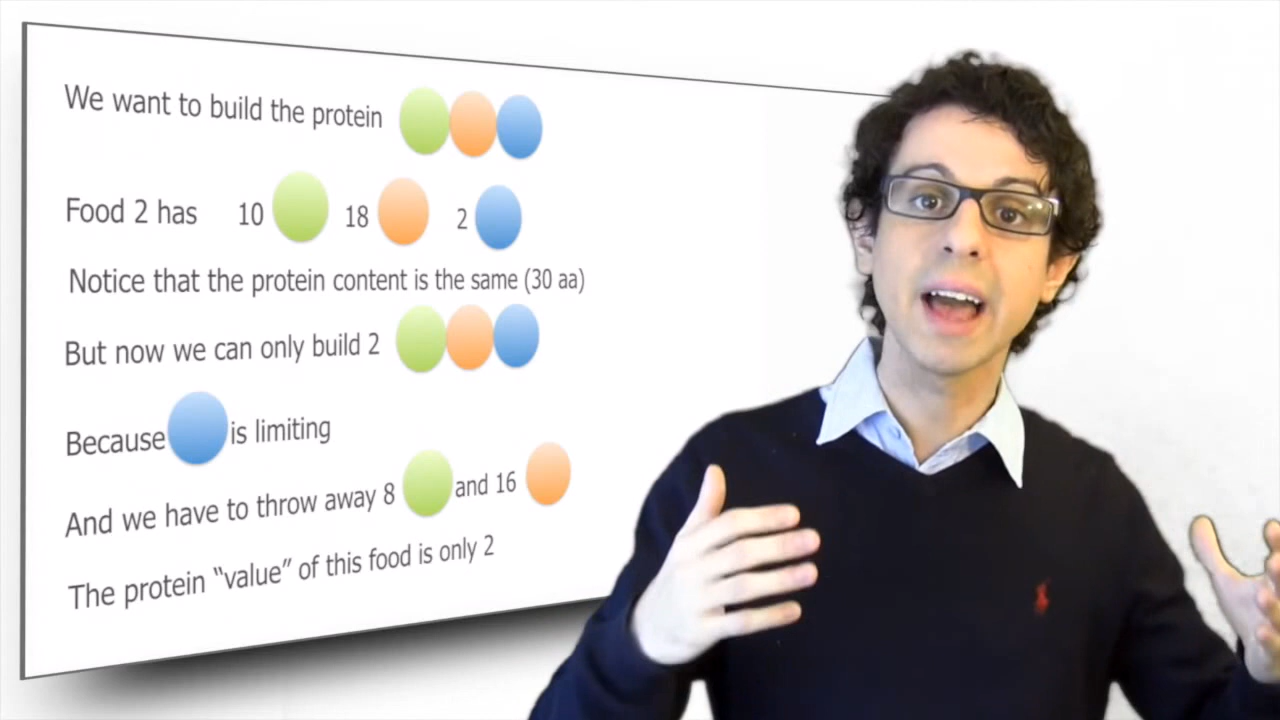 We want to build the protein
Food 2 has 10 18 2
Notice that the protein content is the same (30 aa)
But now we can only build 2
Because is limiting
And we have to throw away 8 and 16
The protein “value” of this food is only 2